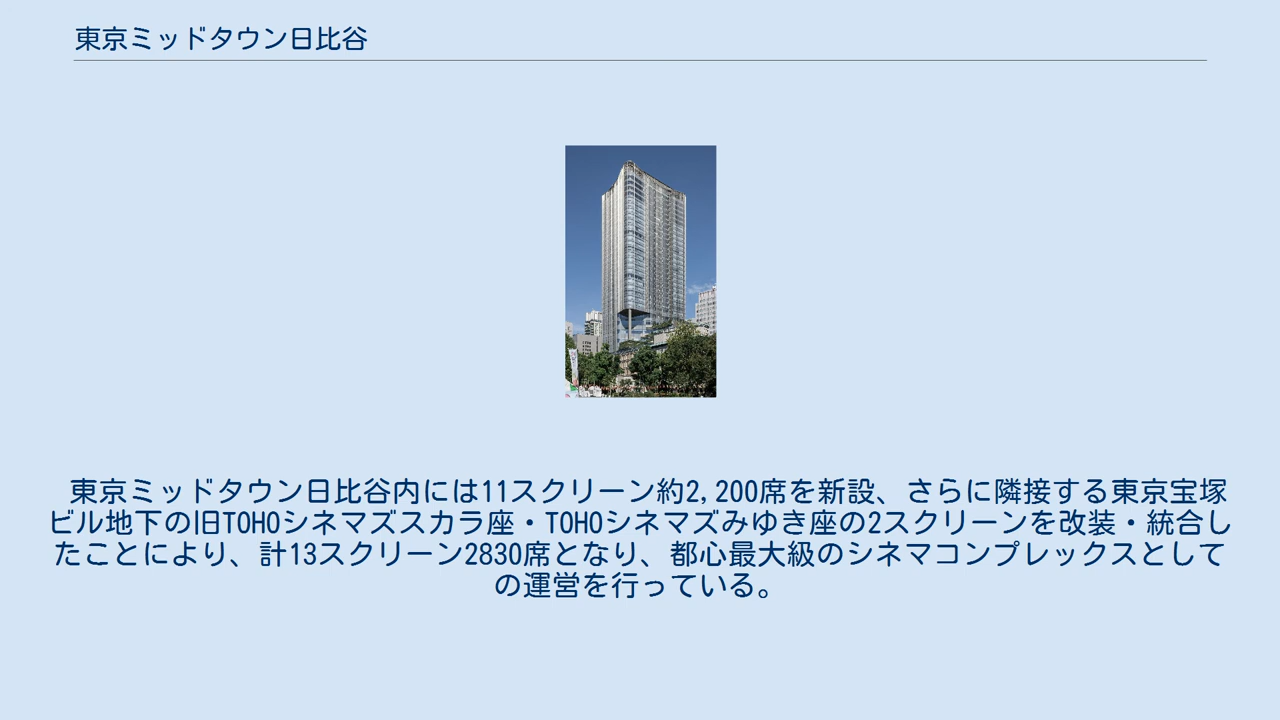 東京ミッドタウン日比谷
東京ミッドタウン日比谷内には11スクリーン約2,200席を新設、さらに隣接する東京宝塚
ビル地下の旧TOHOシネマズスカラ座・TOHOシネマズみゆき座の2スクリーンを改装・統合し
たことにより、計13スクリーン2830席となり、都心最大級のシネマコンプレックスとして
の運営を行っている。